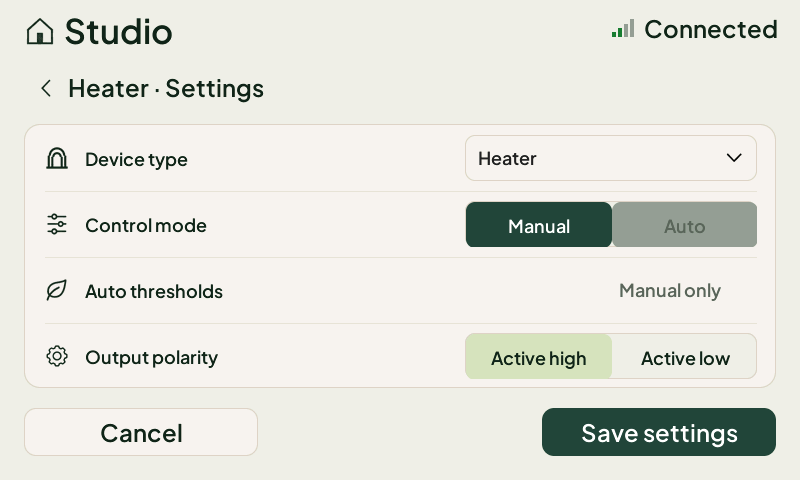 Studio
Connected
Heater · Settings
Device type
Heater
Control mode
Manual
Auto
Auto thresholds
Manual only
Output polarity
Active high
Active low
Cancel
Save settings